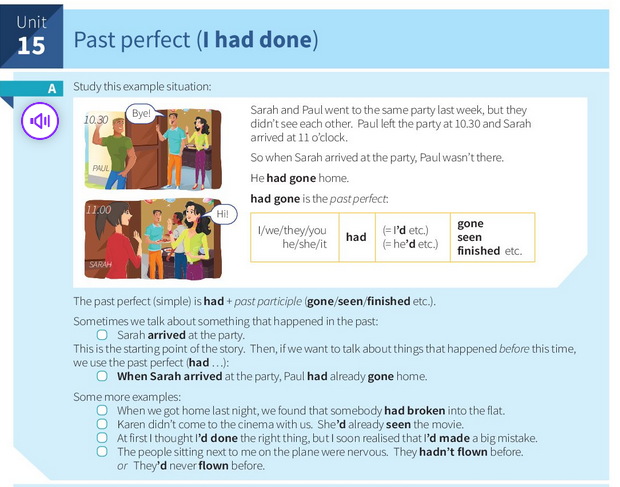 Unit
15
Past perfect (I had done)
A
Study this example situation:
10.30
Bye!
PAUL
11.00
Hi!
SARAH
Sarah and Paul went to the same party last week, but they
didn't see each other. Paul left the party at 10.30 and Sarah
arrived at 11 o'clock.
So when Sarah arrived at the party, Paul wasn't there.
He had gone home.
had gone is the past perfect:
I/we/they/you
he/she/it
had
(= I'd etc.)
(= he'd etc.)
gone
seen
finished etc.
The past perfect (simple) is had + past participle (gone/seen/finished etc.).
Sometimes we talk about something that happened in the past:
Sarah arrived at the party.
This is the starting point of the story. Then, if we want to talk about things that happened before this time,
we use the past perfect (had …):
When Sarah arrived at the party, Paul had already gone home.
Some more examples:
When we got home last night, we found that somebody had broken into the flat.
Karen didn't come to the cinema with us. She'd already seen the movie.
At first I thought I'd done the right thing, but I soon realised that I'd made a big mistake.
The people sitting next to me on the plane were nervous. They hadn't flown before.
or They'd never flown before.